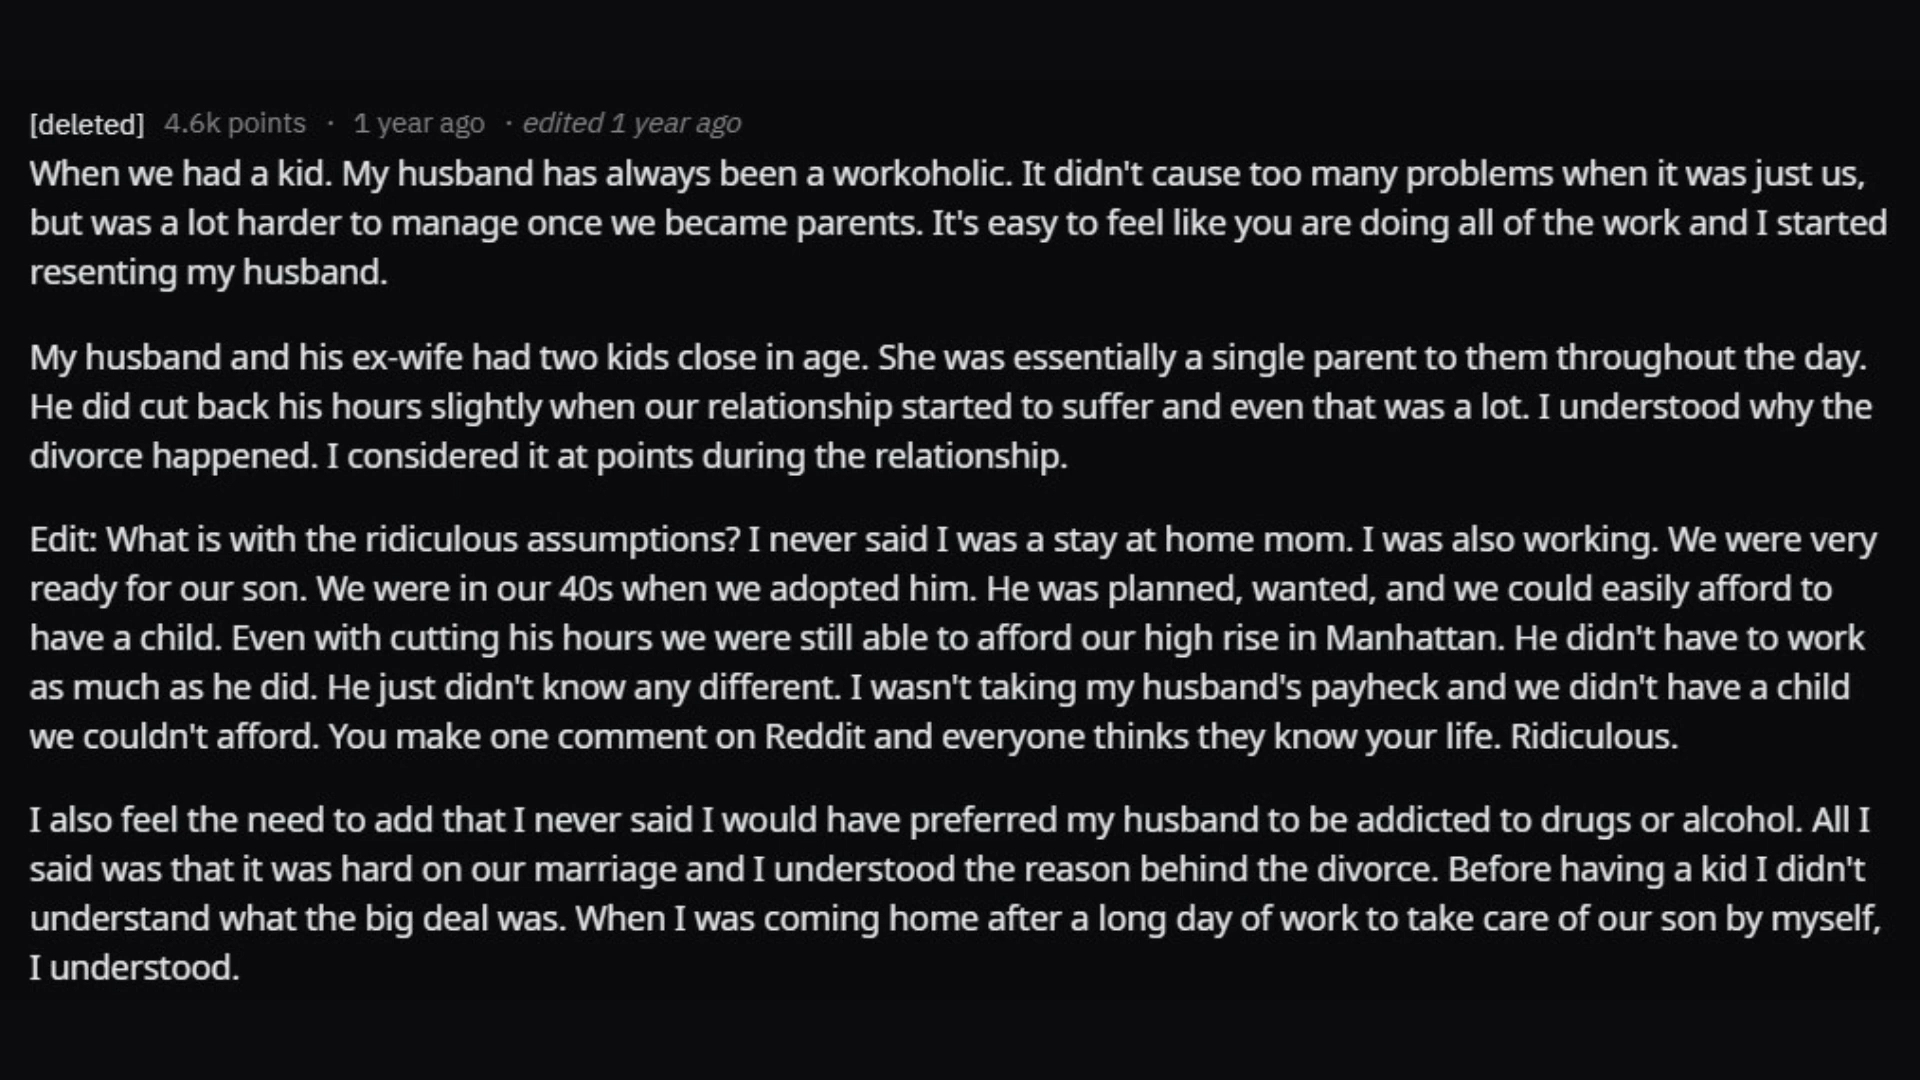 [deleted] 4.6k points · 1 year ago · edited 1 year ago
When we had a kid. My husband has always been a workoholic. It didn't cause too many problems when it was just us,
but was a lot harder to manage once we became parents. It's easy to feel like you are doing all of the work and I started
resenting my husband.
My husband and his ex-wife had two kids close in age. She was essentially a single parent to them throughout the day.
He did cut back his hours slightly when our relationship started to suffer and even that was a lot. I understood why the
divorce happened. I considered it at points during the relationship.
Edit: What is with the ridiculous assumptions? I never said I was a stay at home mom. I was also working. We were very
ready for our son. We were in our 40s when we adopted him. He was planned, wanted, and we could easily afford to
have a child. Even with cutting his hours we were still able to afford our high rise in Manhattan. He didn't have to work
as much as he did. He just didn't know any different. I wasn't taking my husband's payheck and we didn't have a child
we couldn't afford. You make one comment on Reddit and everyone thinks they know your life. Ridiculous.
I also feel the need to add that I never said I would have preferred my husband to be addicted to drugs or alcohol. All I
said was that it was hard on our marriage and I understood the reason behind the divorce. Before having a kid I didn't
understand what the big deal was. When I was coming home after a long day of work to take care of our son by myself,
I understood.